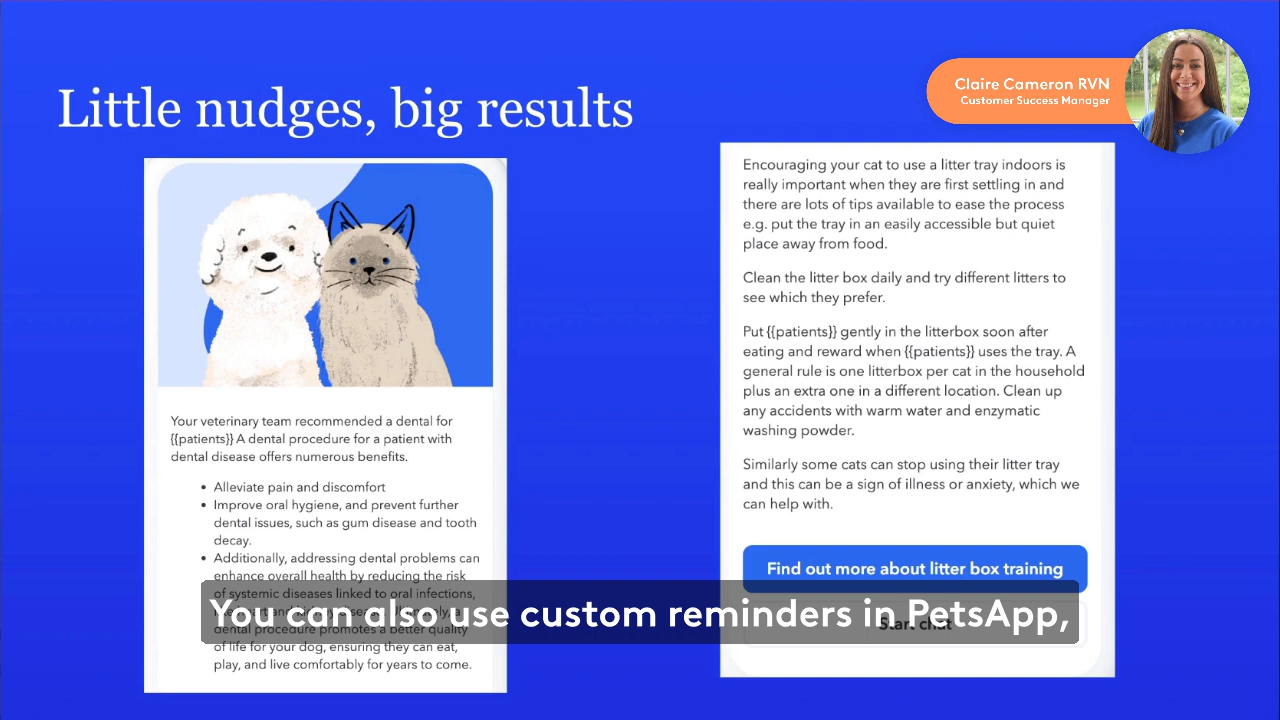 Little nudges, big results
Claire Cameron RVN
Customer Success Manager
Your veterinary team recommended a dental for
{{patients}} A dental procedure for a patient with
dental disease offers numerous benefits.
• Alleviate pain and discomfort
• Improve oral hygiene, and prevent further
dental issues, such as gum disease and tooth
decay.
• Additionally, addressing dental problems can
enhance overall health by reducing the risk
of systemic diseases linked to oral infections,
dental procedure promotes a better quality
of life for your dog, ensuring they can eat,
play, and live comfortably for years to come.
Encouraging your cat to use a litter tray indoors is
really important when they are first settling in and
there are lots of tips available to ease the process
e.g. put the tray in an easily accessible but quiet
place away from food.
Clean the litter box daily and try different litters to
see which they prefer.
Put {{patients}} gently in the litterbox soon after
eating and reward when {{patients}} uses the tray. A
general rule is one litterbox per cat in the household
plus an extra one in a different location. Clean up
any accidents with warm water and enzymatic
washing powder.
Similarly some cats can stop using their litter tray
and this can be a sign of illness or anxiety, which we
can help with.
Find out more about litter box training
Start chat
You can also use custom reminders in PetsApp,